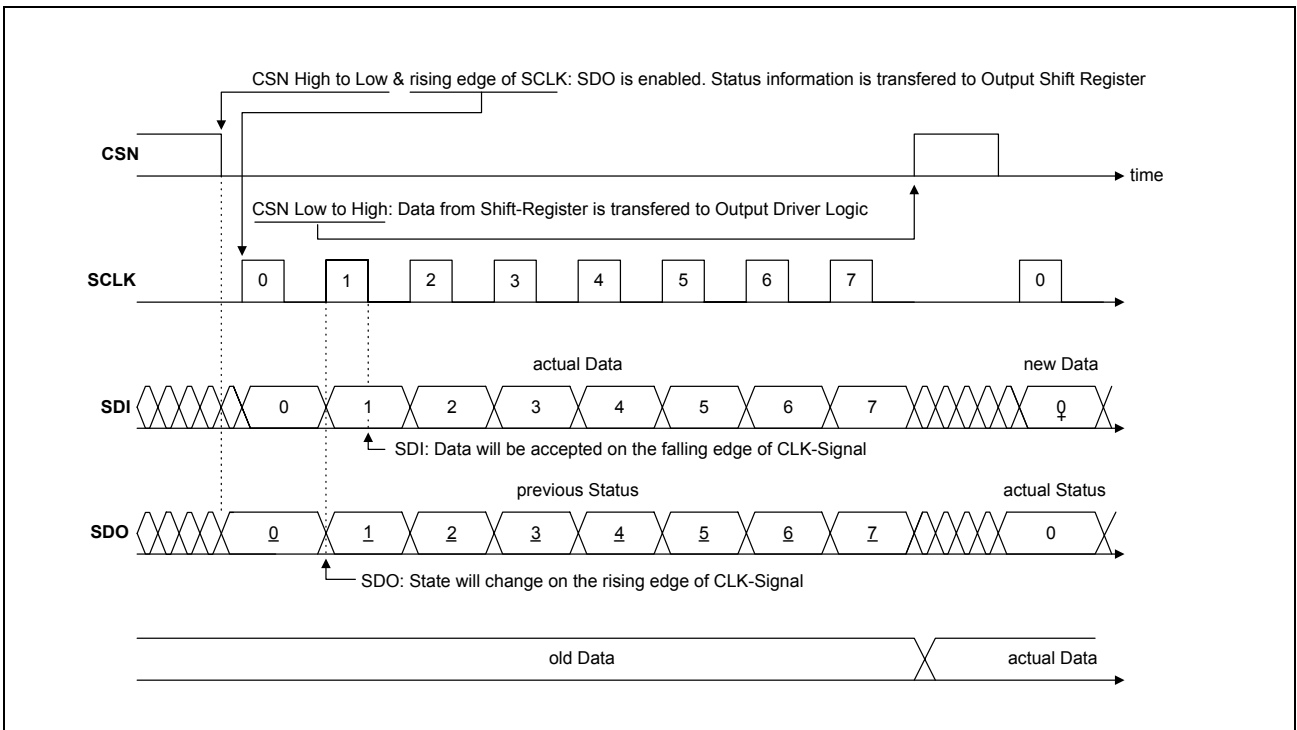 CSN High to Low & rising edge of SCLK: SDO is enabled. Status information is transfered to Output Shift Register
CSN
time
CSN Low to High: Data from Shift-Register is transfered to Output Driver Logic
SCLK
0 1 2 3 4 5 6 7 0
actual Data new Data
SDI
0 1 2 3 4 5 6 7 0
SDI: Data will be accepted on the falling edge of CLK-Signal
previous Status actual Status
SDO
0 1 2 3 4 5 6 7 0
SDO: State will change on the rising edge of CLK-Signal
old Data actual Data